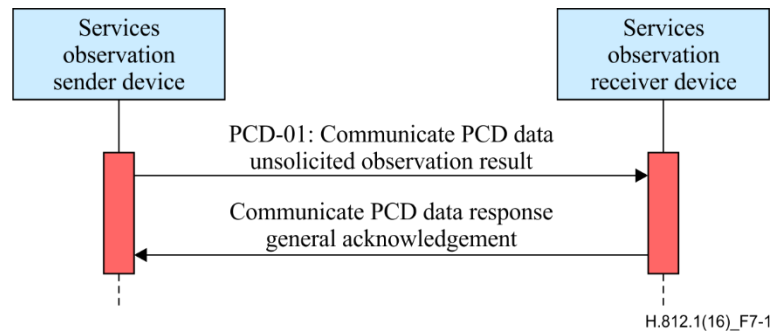 Services
observation
sender device
Services
observation
receiver device
PCD-01: Communicate PCD data
unsolicited observation result
Communicate PCD data response
general acknowledgement
H.812.1(16)_F7-1